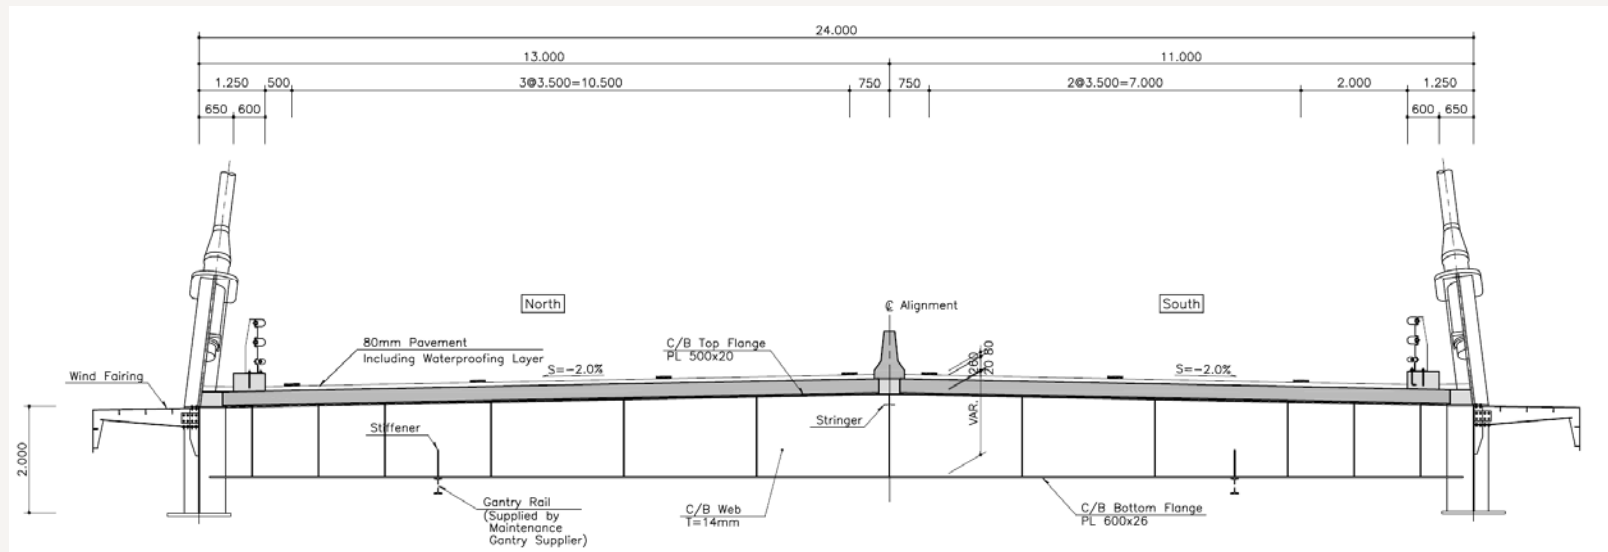 24.000
13.000
11.000
1.250
500
3@3.500=10.500
750
750
2@3.500=7.000
2.000
1.250
650
600
600
650
North
South
℄ Alignment
80mm Pavement
Including Waterproofing Layer
C/B Top Flange
PL 500x20
260
20 80
S=-2.0%
S=-2.0%
Wind Fairing
VAR.
Stringer
Stiffener
2.000
Gantry Rail
(Supplied by
Maintenance
Gantry Supplier)
C/B Web
T=14mm
C/B Bottom Flange
PL 600x26